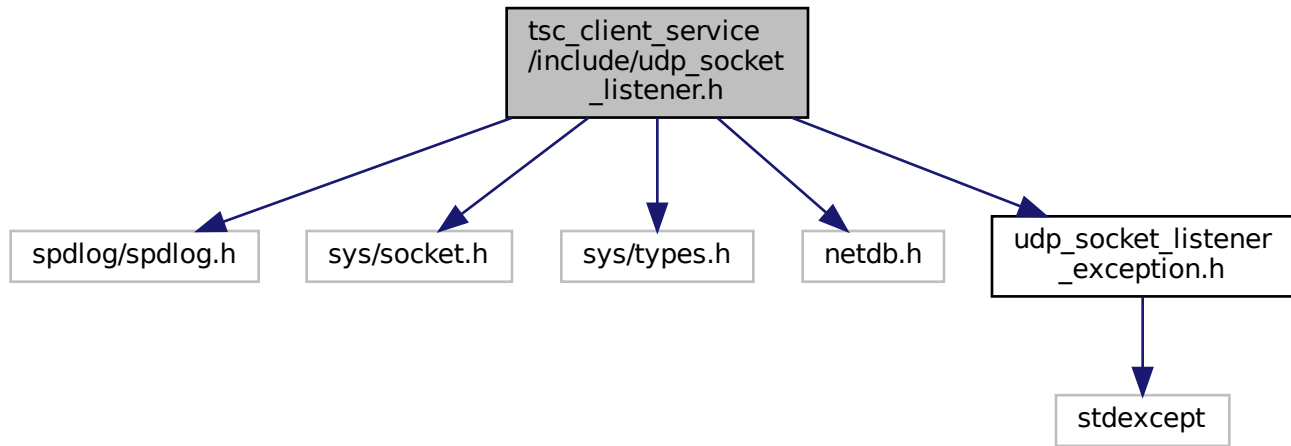 tsc_client_service
/include/udp_socket
_listener.h
spdlog/spdlog.h
sys/socket.h
sys/types.h
netdb.h
udp_socket_listener
_exception.h
stdexcept